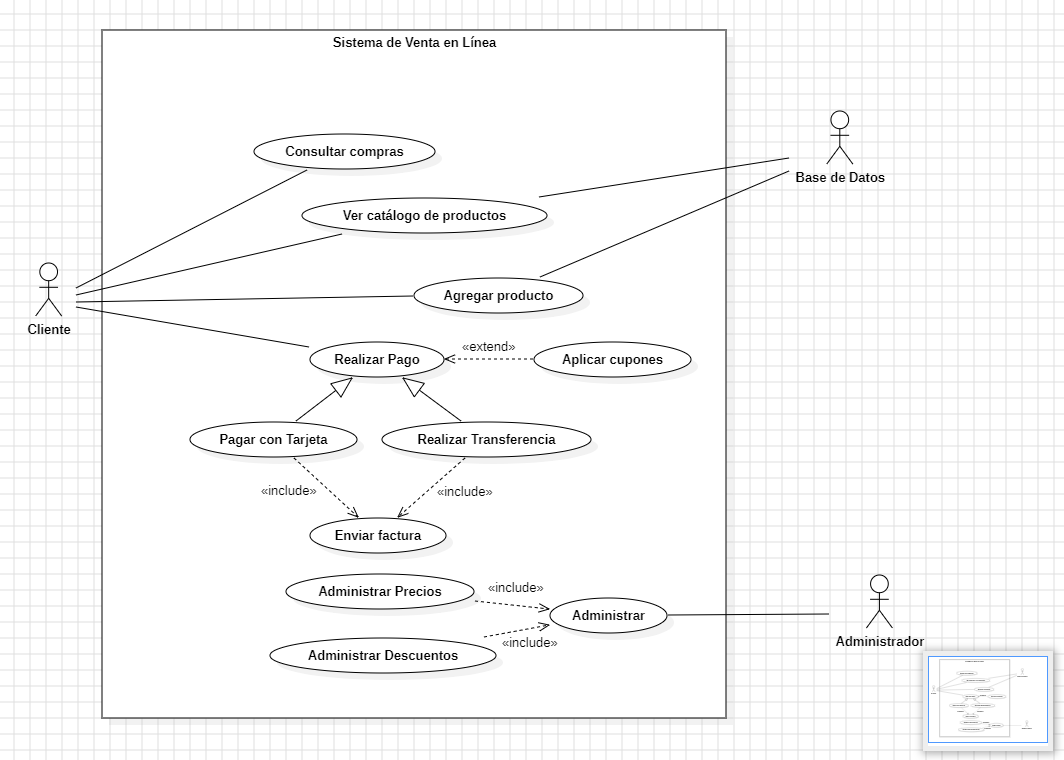 Sistema de Venta en Línea
Consultar compras
Base de Datos
Ver catálogo de productos
Agregar producto
Cliente
«extend»
Realizar Pago
Aplicar cupones
Pagar con Tarjeta
Realizar Transferencia
«include»
«include»
Enviar factura
«include»
Administrar Precios
Administrar
Administrador
«include»
Administrar Descuentos